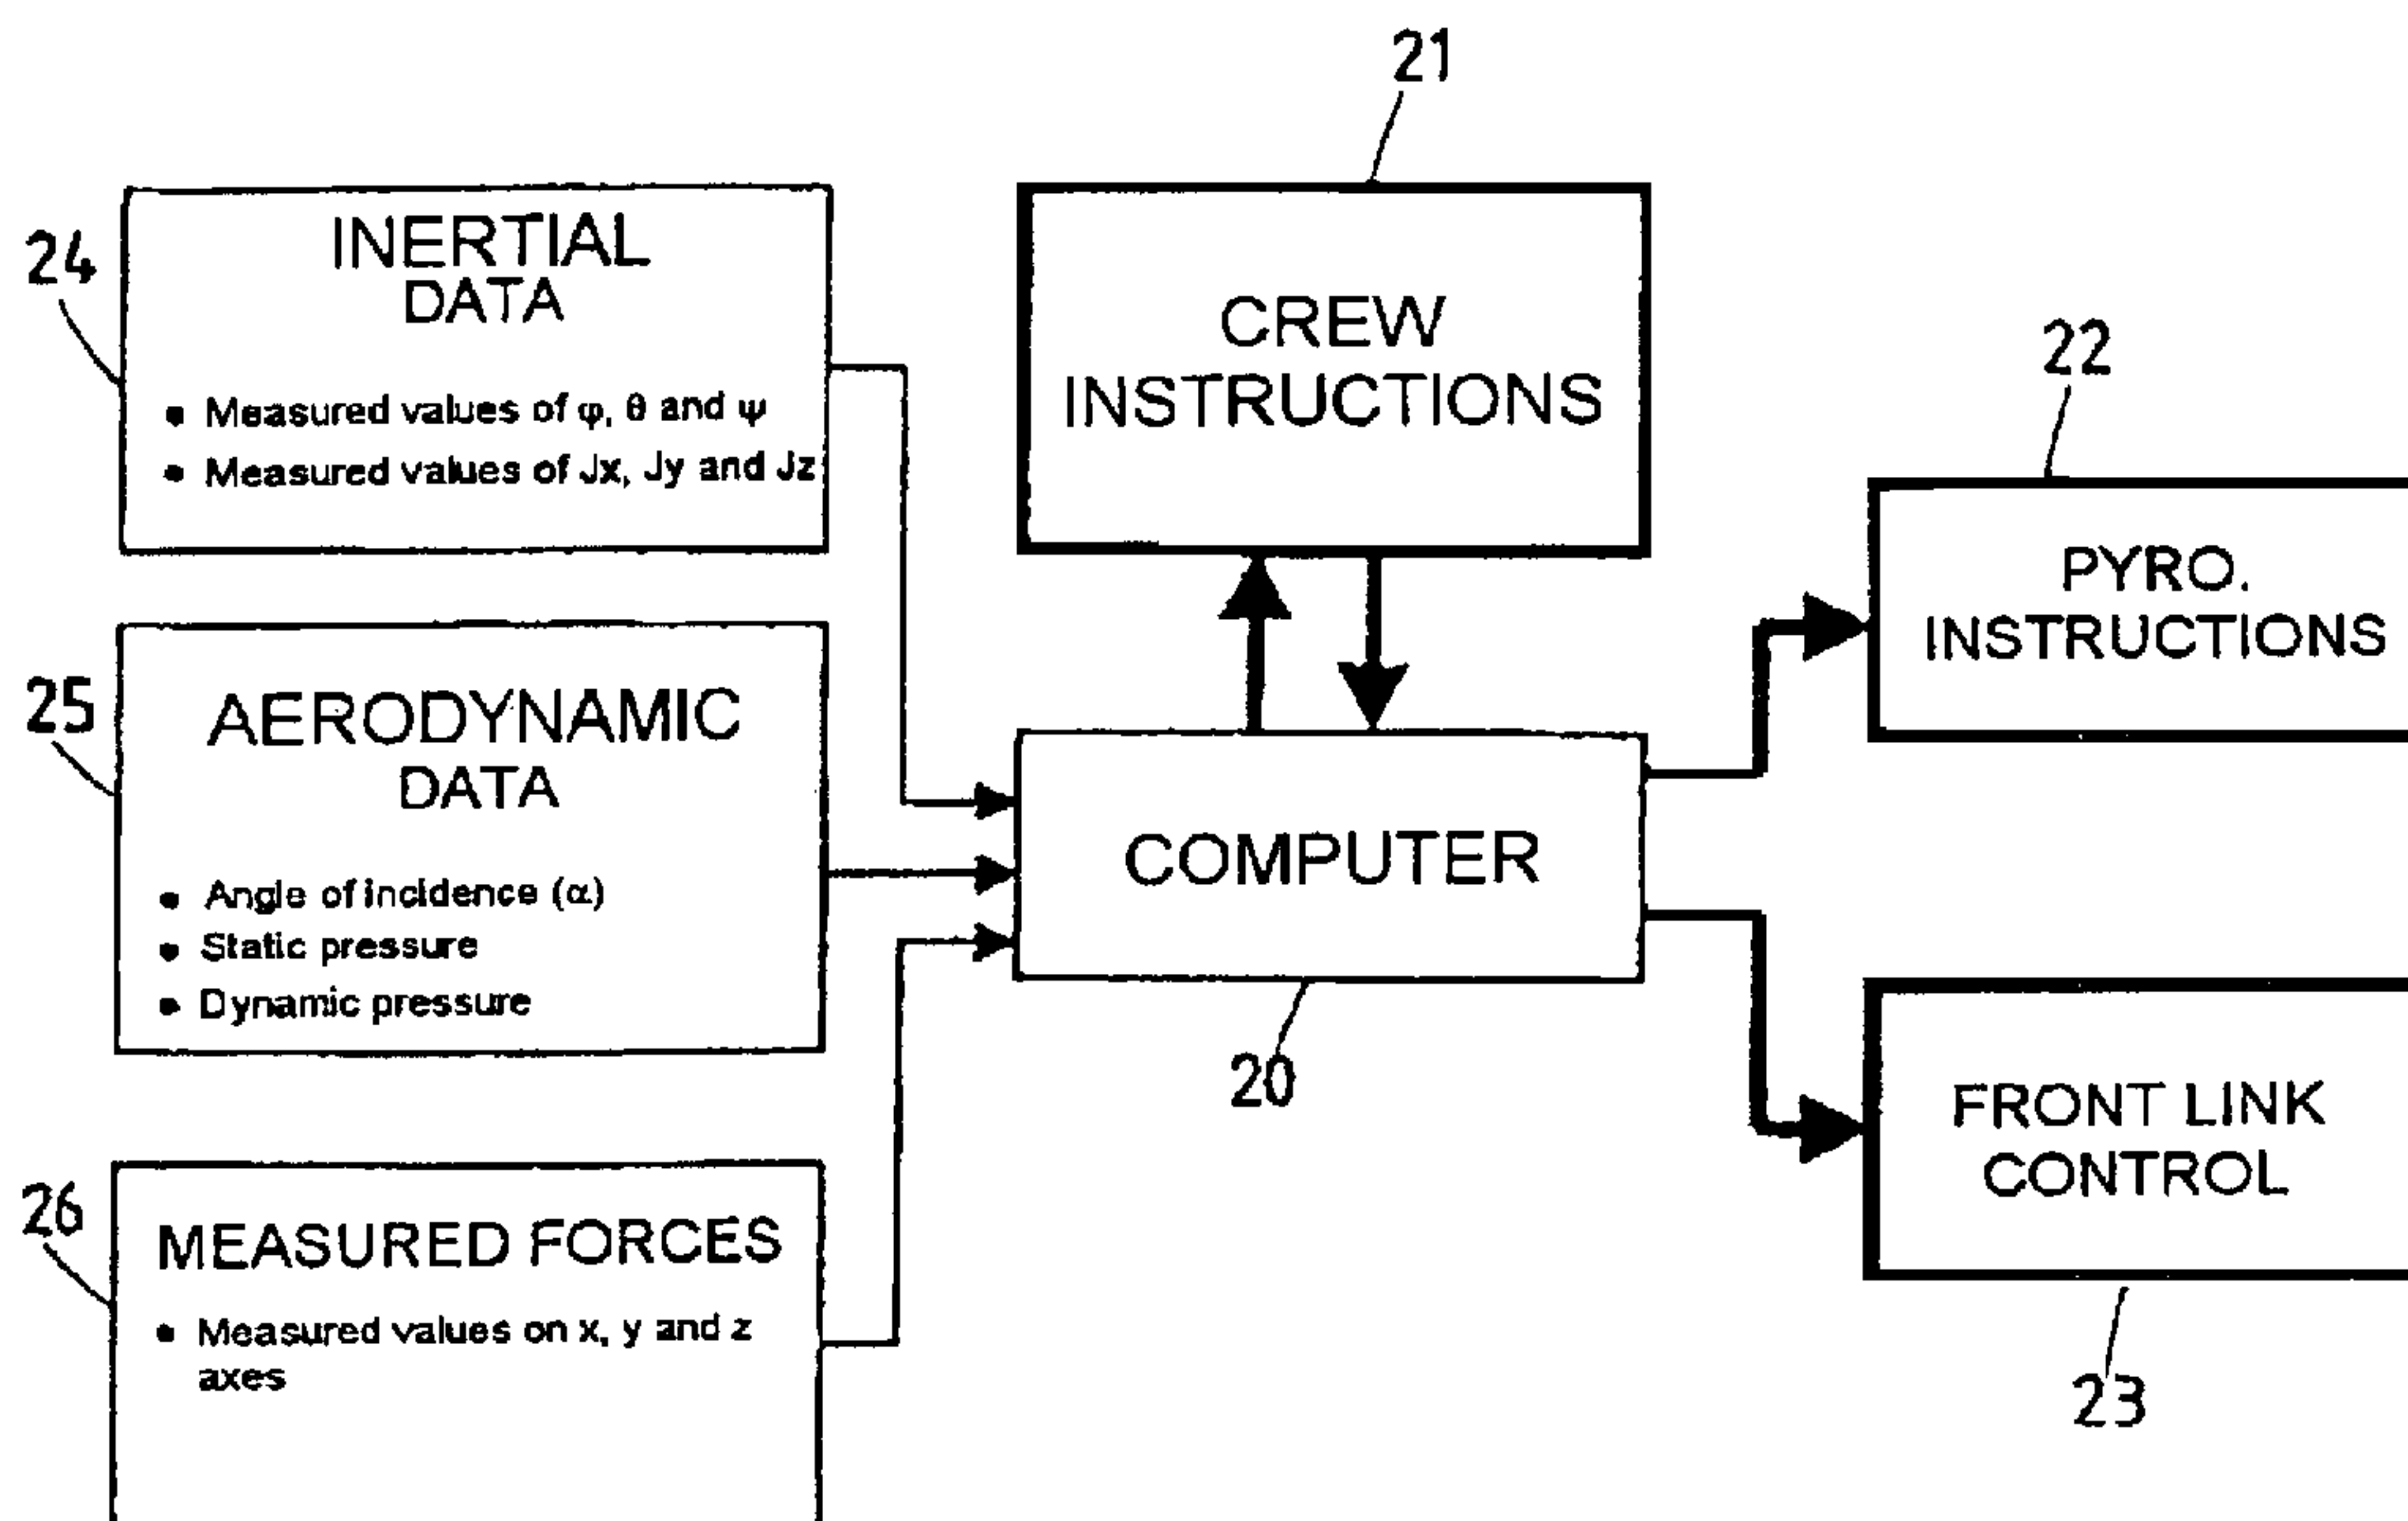 21
INERTIAL
DATA
24
• Measured values of φ, θ and ψ
• Measured values of Jx, Jy and Jz
CREW
INSTRUCTIONS
22
PYRO.
INSTRUCTIONS
25
AERODYNAMIC
DATA
• Angle of incidence (α)
• Static pressure
• Dynamic pressure
COMPUTER
20
FRONT LINK
CONTROL
23
26
MEASURED FORCES
• Measured values on x, y and z
axes